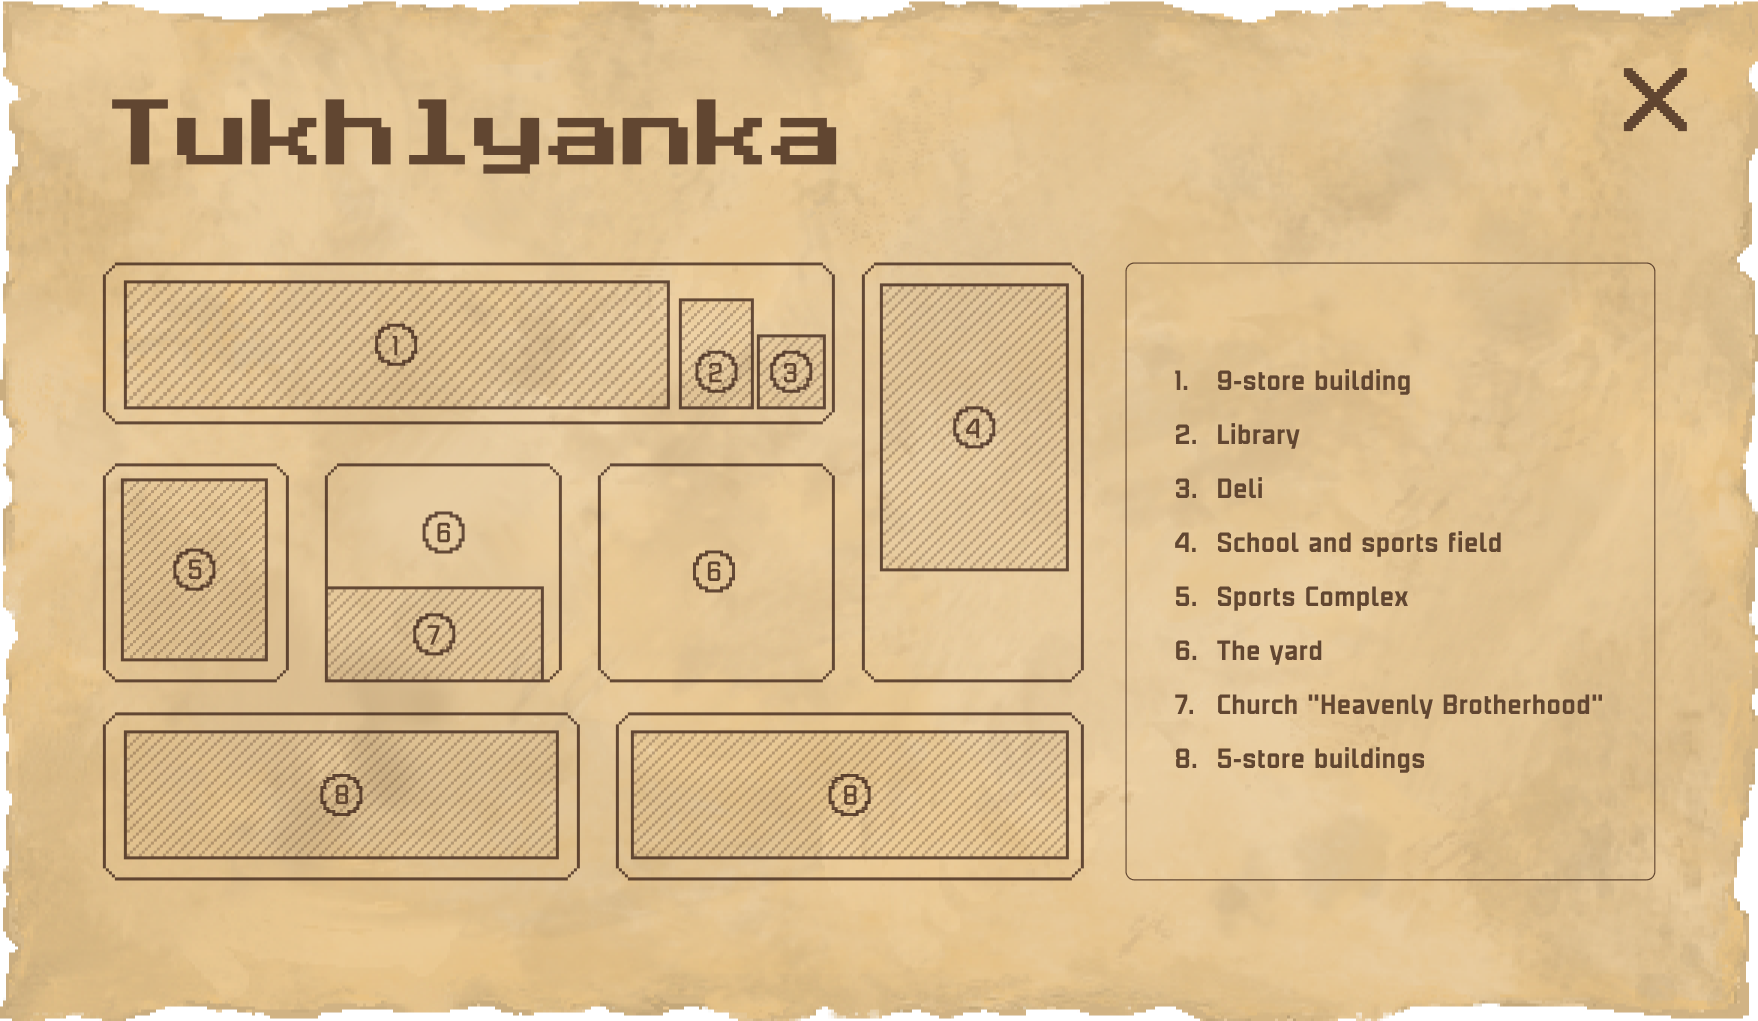 Tukhlyanka
1
2
3
4
5
6
6
7
8
8
1. 9-store building
2. Library
3. Deli
4. School and sports field
5. Sports Complex
6. The yard
7. Church "Heavenly Brotherhood"
8. 5-store buildings